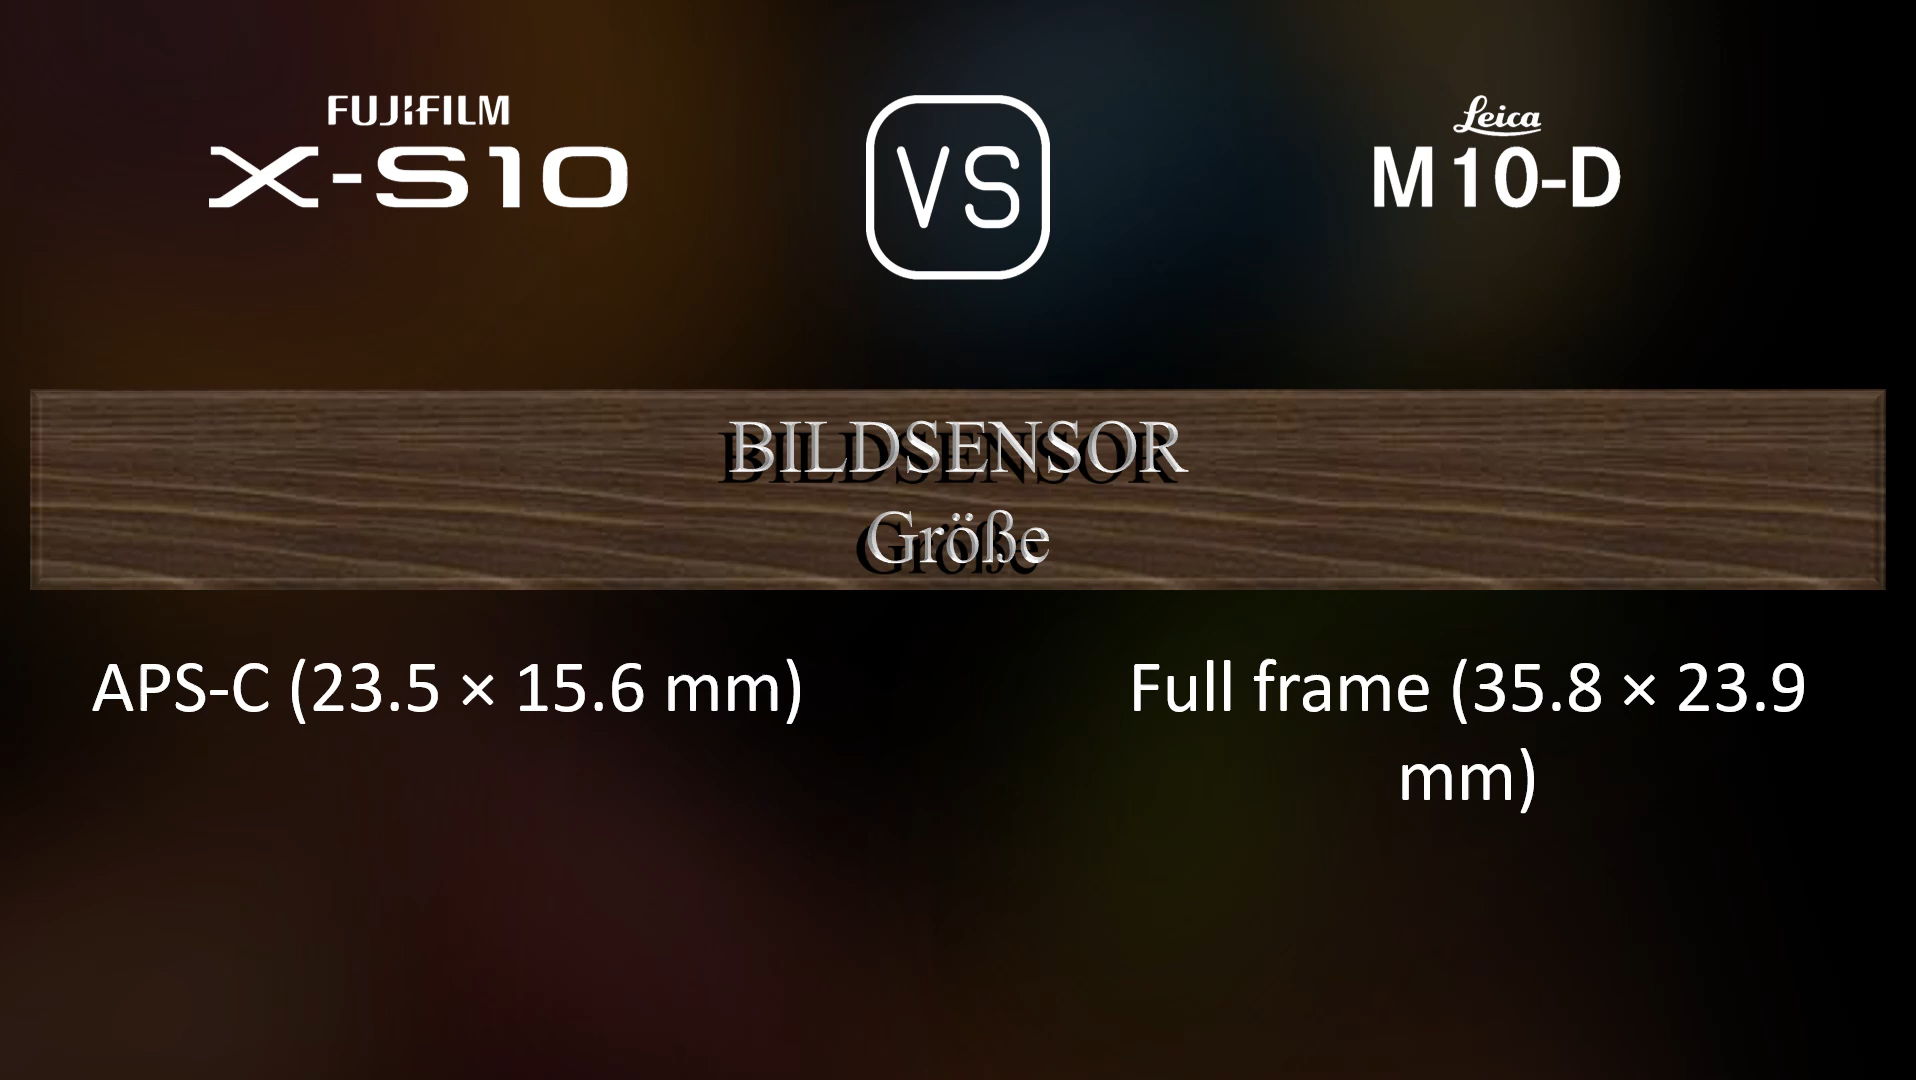 FUJIFILM
X-S10
VS
Leica
M10-D
BILDSENSOR
Größe
APS-C (23.5 × 15.6 mm)
Full frame (35.8 × 23.9
mm)